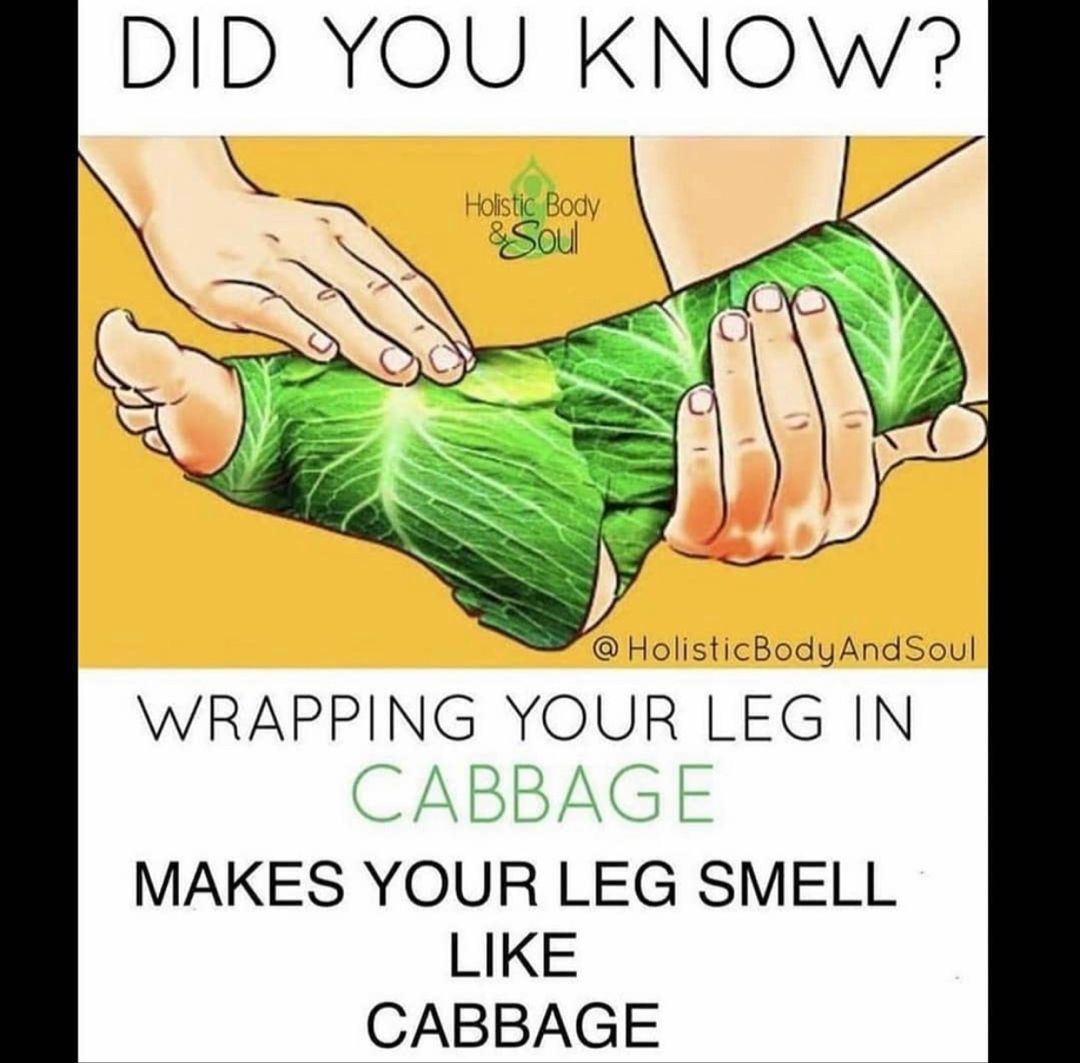 DID YOU KNOW?
Holistic Body
&Soul
@HolisticBodyAndSoul
WRAPPING YOUR LEG IN
CABBAGE
MAKES YOUR LEG SMELL
LIKE
CABBAGE